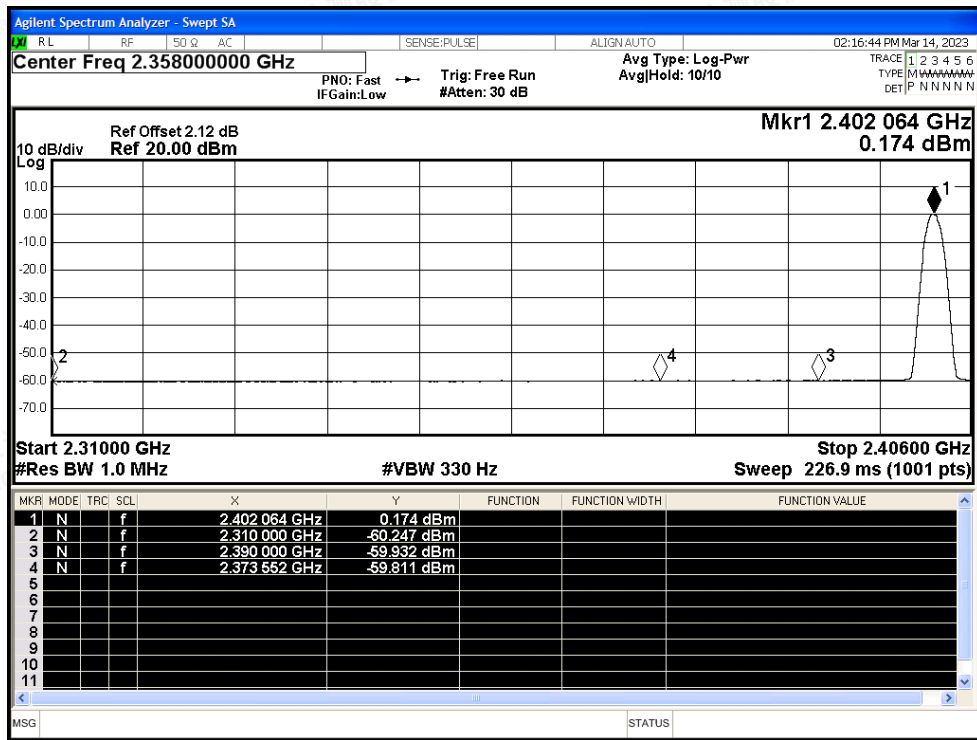 Agilent Spectrum Analyzer - Swept SA
LXI RL RF 50 Ω AC SENSE:PULSE ALIGNAUTO 02:16:44 PM Mar 14, 2023
Center Freq 2.358000000 GHz
PNO: Fast
IFGain:Low
Trig: Free Run
#Atten: 30 dB
Avg Type: Log-Pwr
Avg|Hold: 10/10
TRACE 1 2 3 4 5 6
TYPE M W W W W W
DET P N N N N N
Mkr1 2.402 064 GHz
0.174 dBm
Ref Offset 2.12 dB
10 dB/div Ref 20.00 dBm
Log
10.0
0.00
-10.0
-20.0
-30.0
-40.0
-50.0
-60.0
-70.0
1
2
4
3
Start 2.31000 GHz Stop 2.40600 GHz
#Res BW 1.0 MHz #VBW 330 Hz Sweep 226.9 ms (1001 pts)
MKR MODE TRC SCL X Y FUNCTION FUNCTION WIDTH FUNCTION VALUE
1 N f 2.402 064 GHz 0.174 dBm
2 N f 2.310 000 GHz -60.247 dBm
3 N f 2.390 000 GHz -59.932 dBm
4 N f 2.373 552 GHz -59.811 dBm
5
6
7
8
9
10
11
MSG STATUS